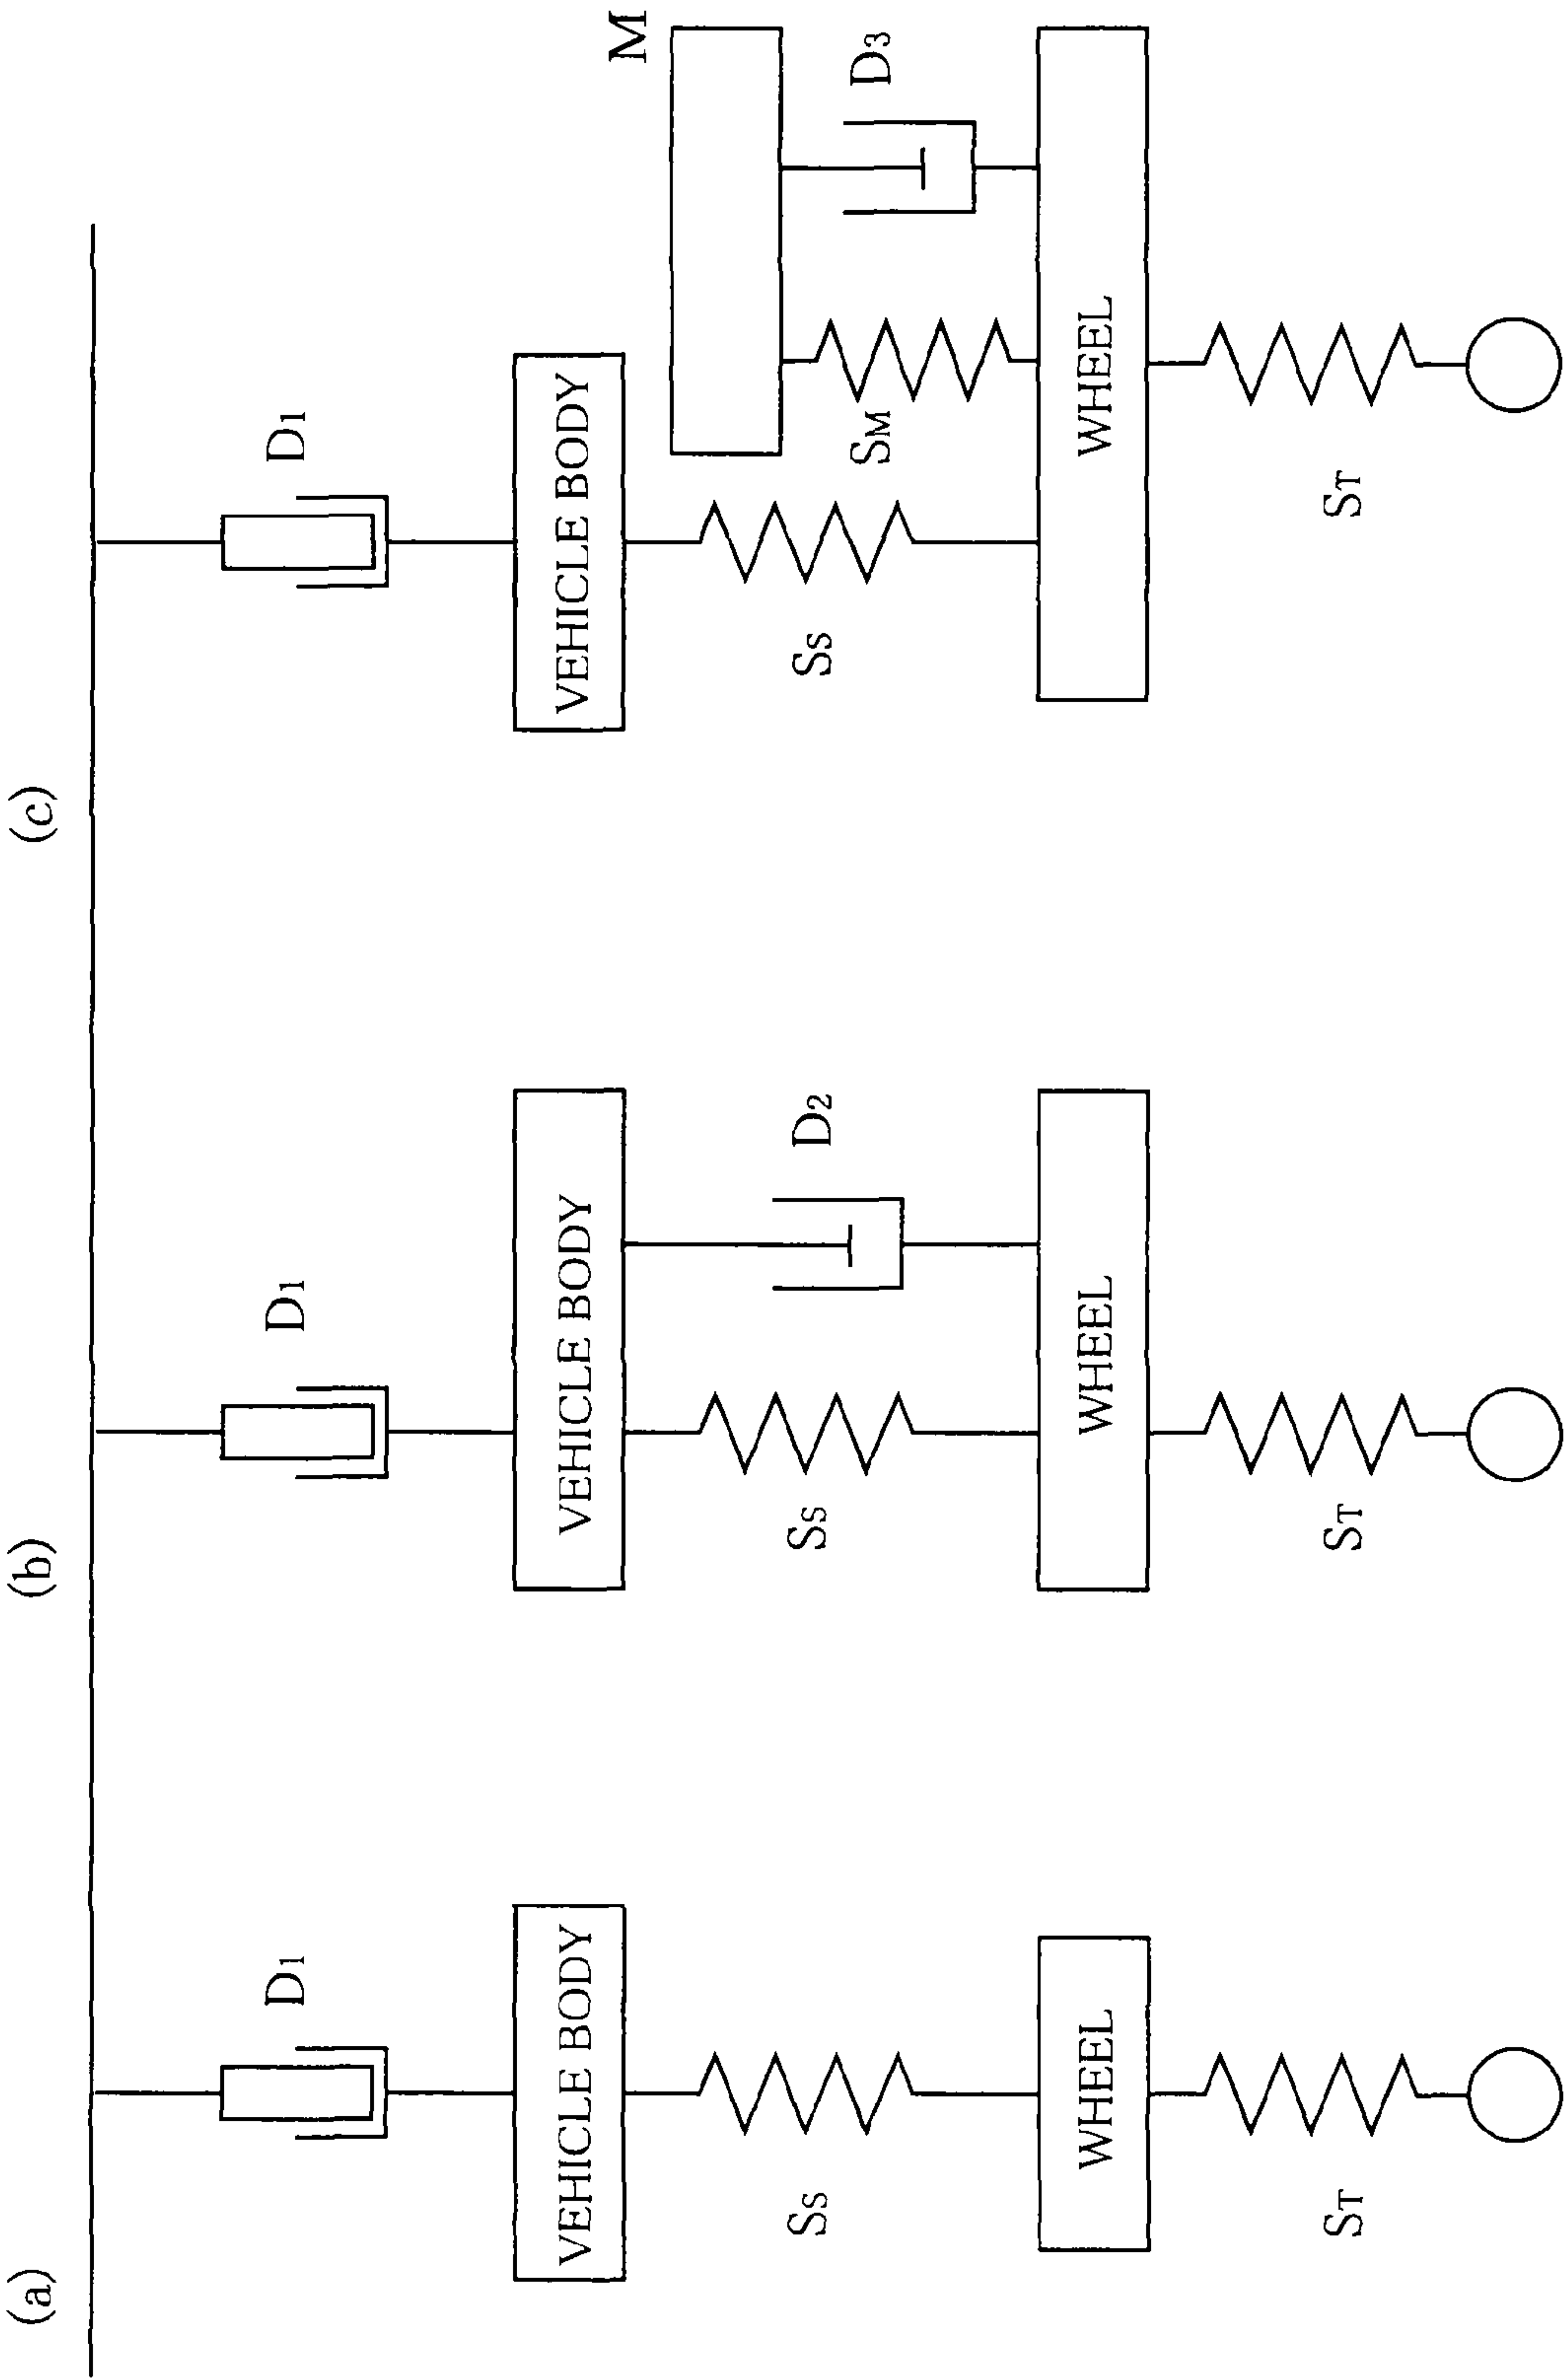 (a)
D1
VEHICLE BODY
SS
WHEEL
ST
(b)
D1
VEHICLE BODY
SS
D2
WHEEL
ST
(c)
D1
VEHICLE BODY
M
SS
SM
D3
WHEEL
ST